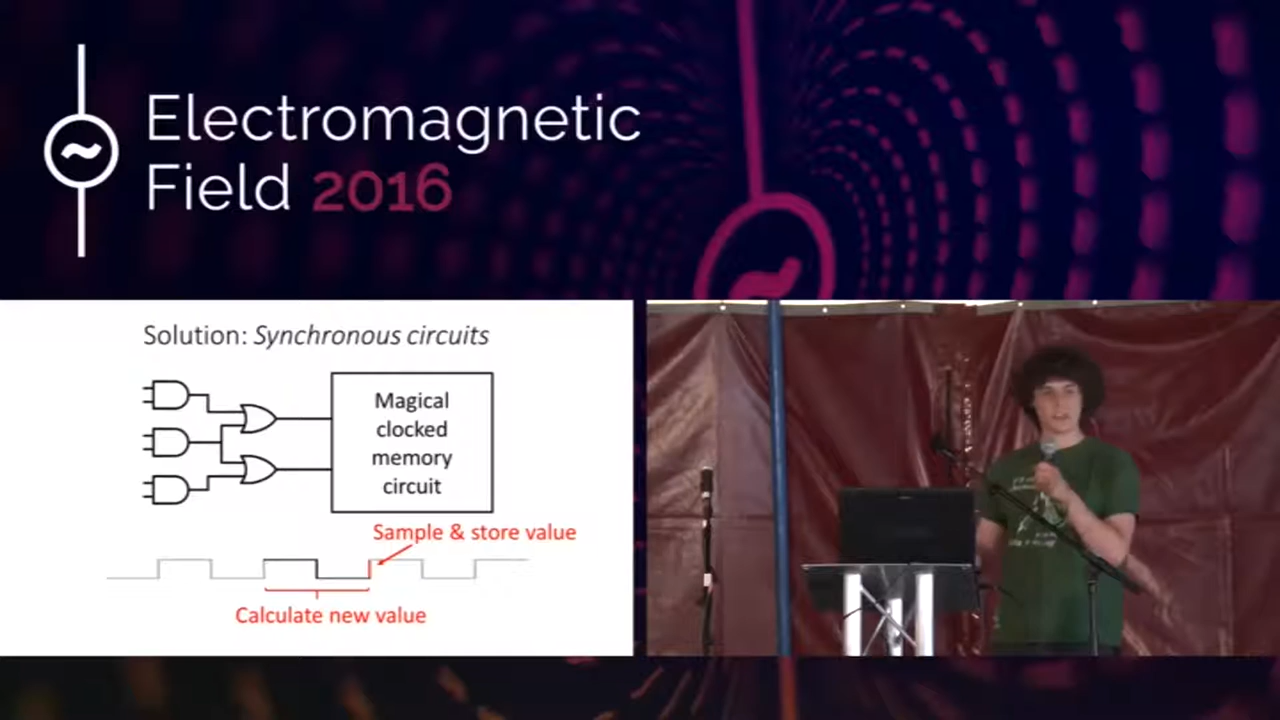 Electromagnetic
Field 2016
Solution: Synchronous circuits
Magical
clocked
memory
circuit
Sample & store value
Calculate new value